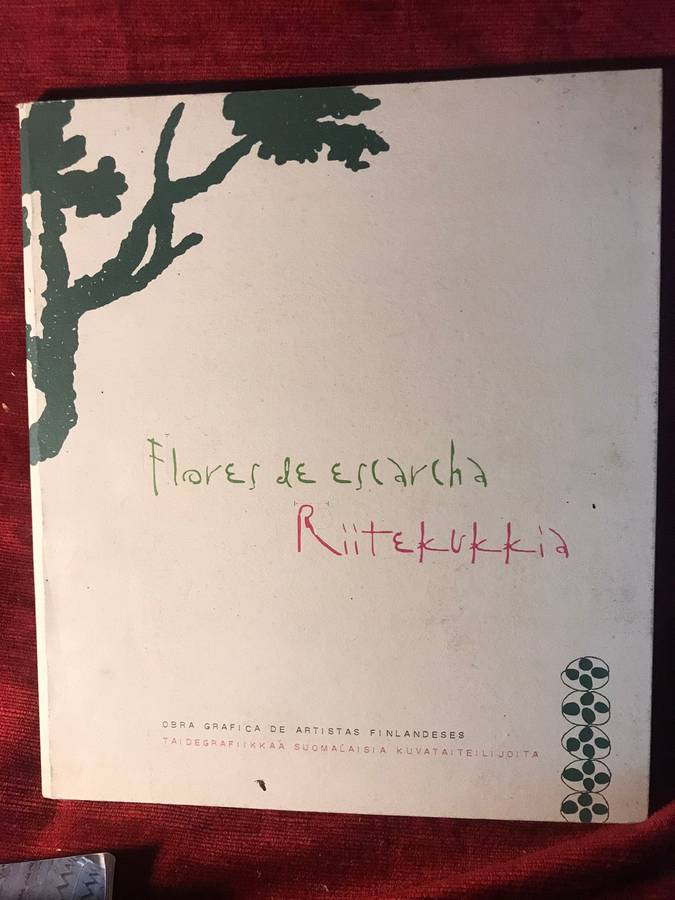 Flores de escarcha
Riitekukkia
OBRA GRAFICA DE ARTISTAS FINLANDESES
TAIDEGRAFIIKKAA SUOMALAISIA KUVATAITEILIJOITA